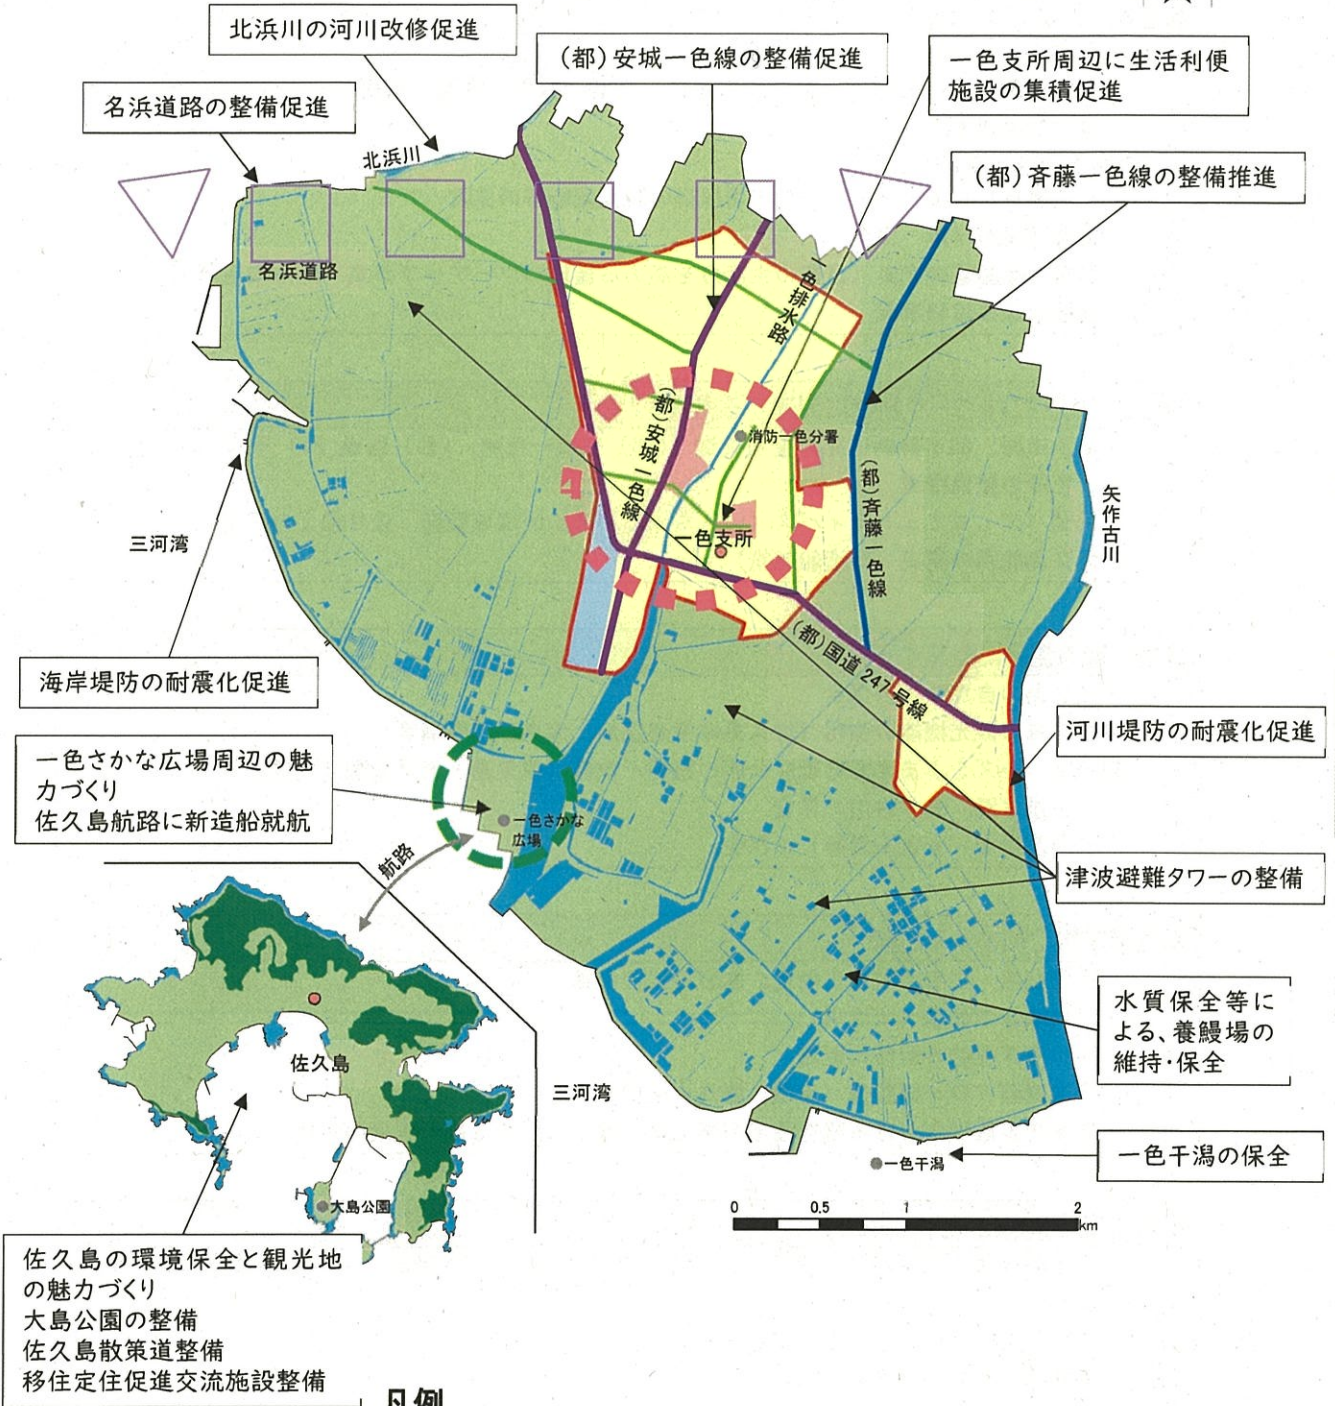 北浜川の河川改修促進
(都)安城一色線の整備促進
一色支所周辺に生活利便
施設の集積促進
名浜道路の整備促進
北浜川
(都)斉藤一色線の整備推進
名浜道路
一色排水路
(都)安城一色線
消防一色分署
(都)斉藤一色線
矢作古川
三河湾
一色支所
(都)国道247号線
海岸堤防の耐震化促進
河川堤防の耐震化促進
一色さかな広場周辺の魅
力づくり
佐久島航路に新造船就航
一色さかな
広場
航路
津波避難タワーの整備
水質保全等に
よる、養鰻場の
維持・保全
佐久島
三河湾
一色干潟の保全
一色干潟
大島公園
0 0.5 1 2
km
佐久島の環境保全と観光地
の魅力づくり
大島公園の整備
佐久島散策道整備
移住定住促進交流施設整備
凡例